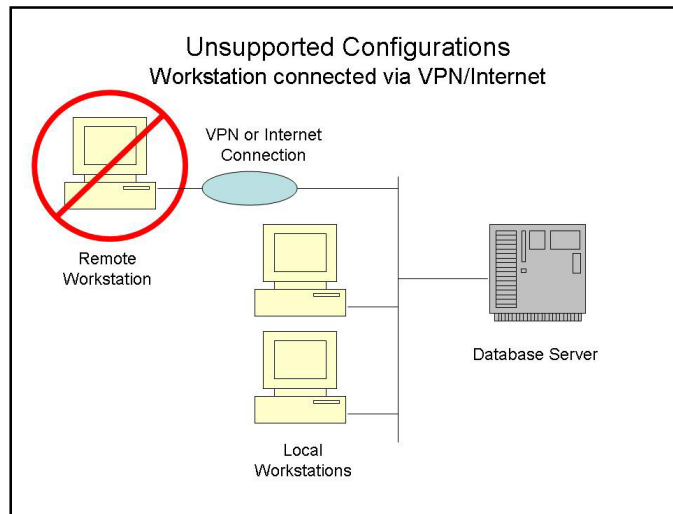 Unsupported Configurations
Workstation connected via VPN/Internet
VPN or Internet
Connection
Remote
Workstation
Database Server
Local
Workstations